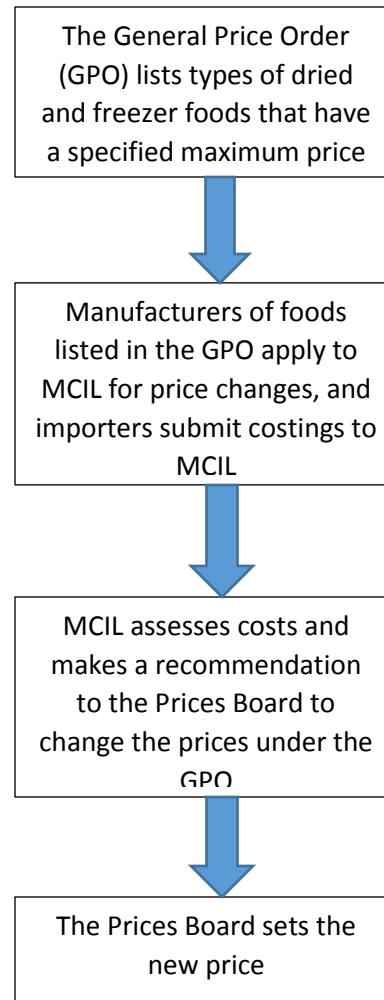 The General Price Order
(GPO) lists types of dried
and freezer foods that have
a specified maximum price
Manufacturers of foods
listed in the GPO apply to
MCIL for price changes, and
importers submit costings to
MCIL
MCIL assesses costs and
makes a recommendation
to the Prices Board to
change the prices under the
GPO
The Prices Board sets the
new price